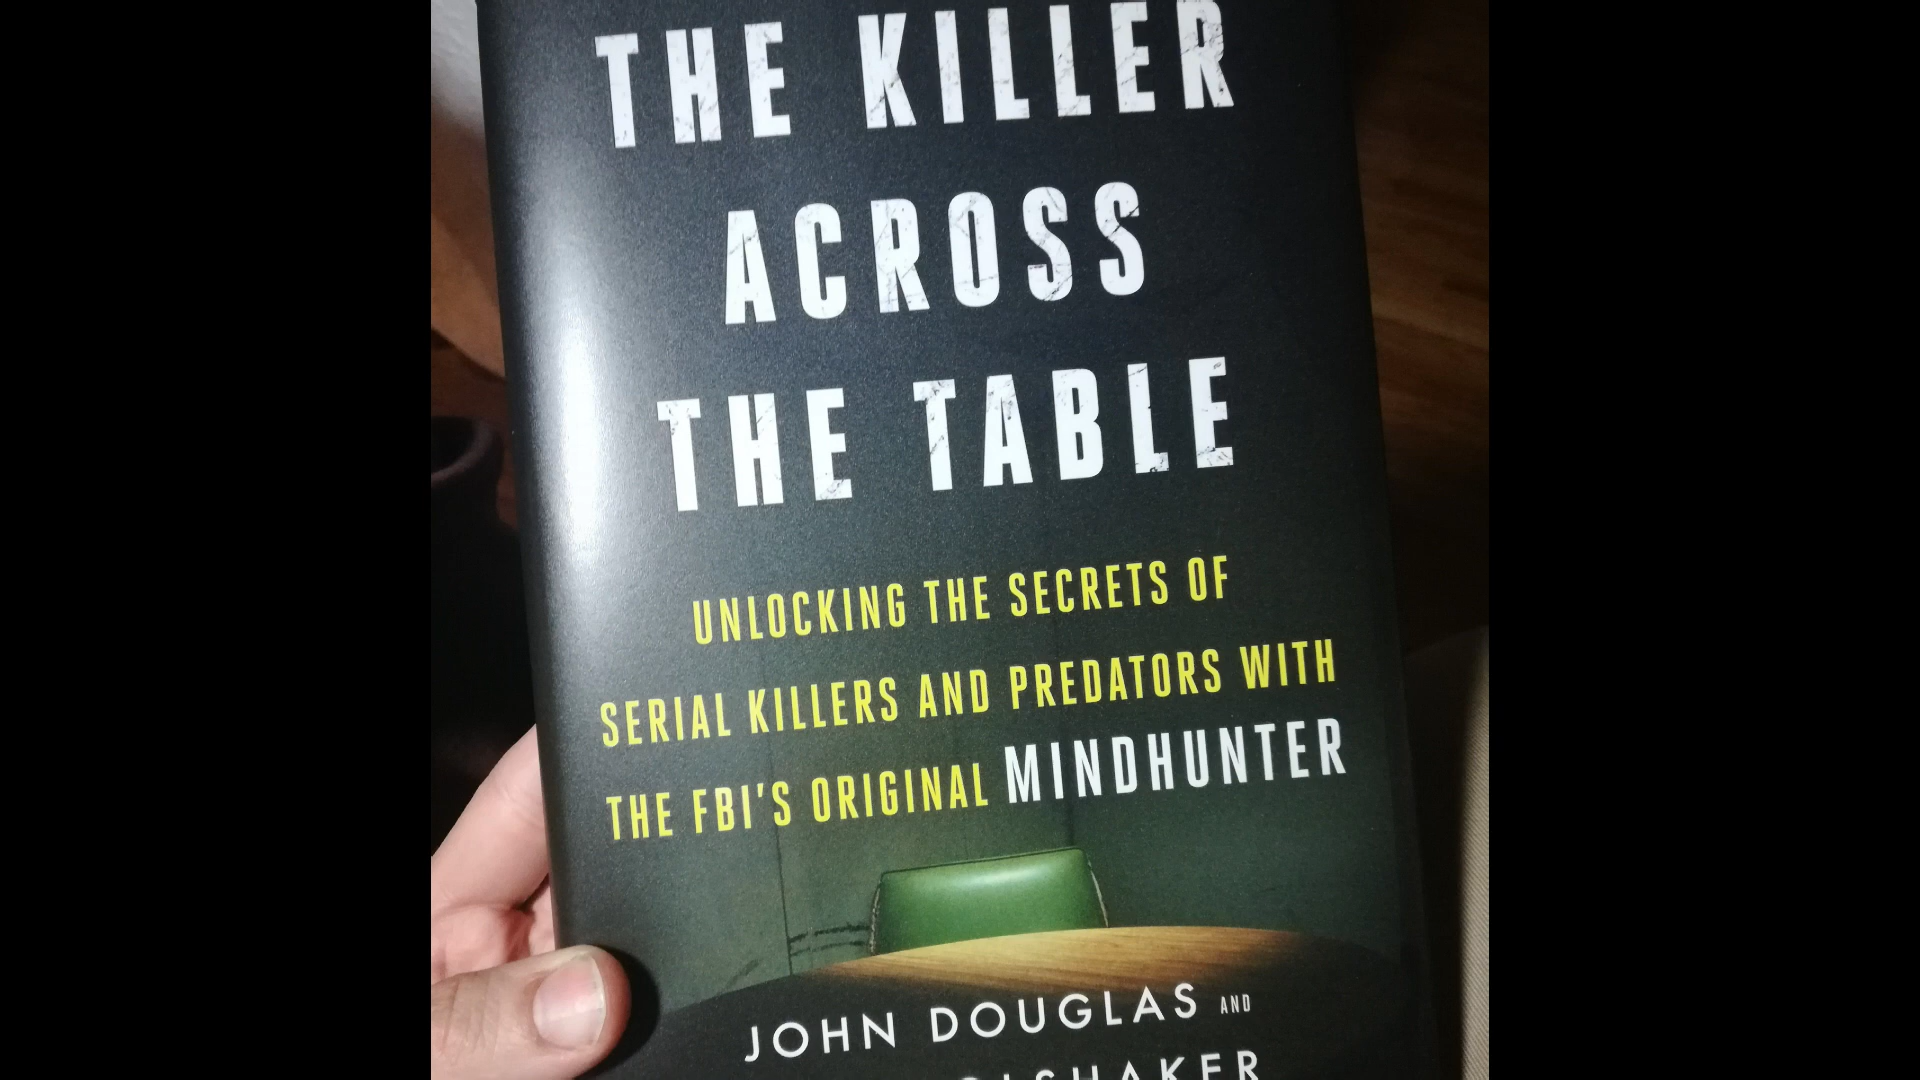 THE KILLER
ACROSS
THE TABLE
UNLOCKING THE SECRETS OF
SERIAL KILLERS AND PREDATORS WITH
THE FBI'S ORIGINAL MINDHUNTER
JOHN DOUGLAS AND